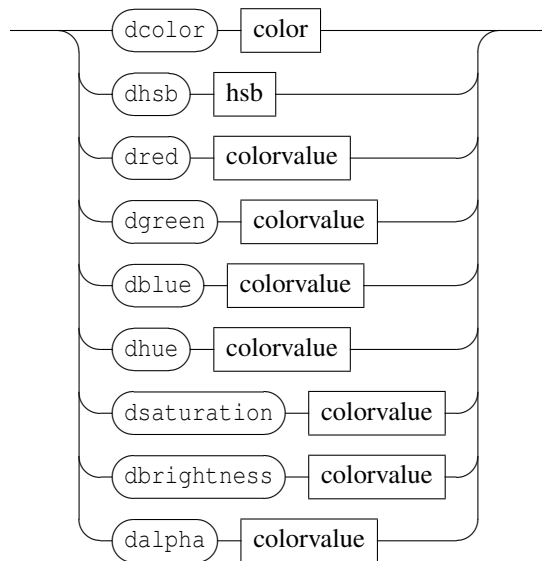 dcolor color
dhsb hsb
dred colorvalue
dgreen colorvalue
dblue colorvalue
dhue colorvalue
dsaturation colorvalue
dbrightness colorvalue
dalpha colorvalue